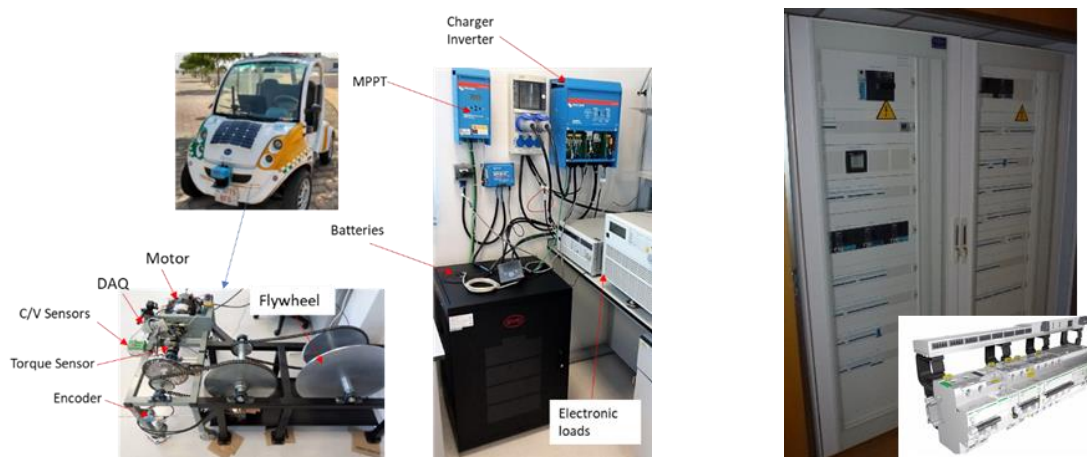 Charger
Inverter
MPPT
Batteries
Motor
DAQ
Flywheel
C/V Sensors
Torque Sensor
Encoder
Electronic
loads